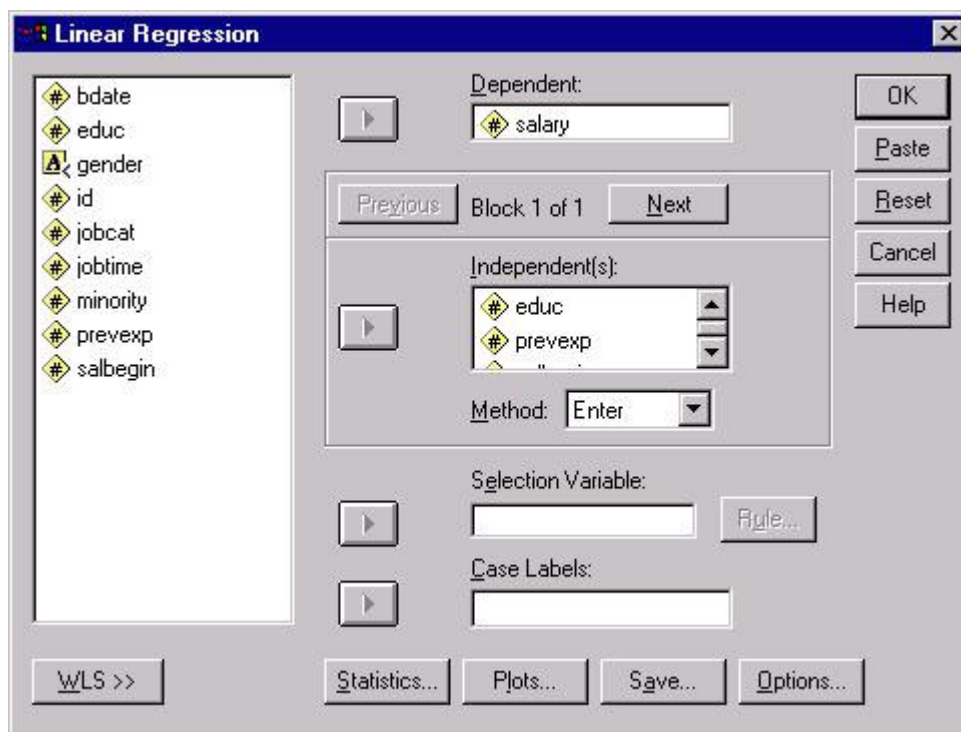 Linear Regression
bdate
educ
gender
id
jobcat
jobtime
minority
prevexp
salbegin
WLS >>
Dependent:
salary
Previous
Block 1 of 1
Next
Independent(s):
educ
prevexp
Method:
Enter
Selection Variable:
Rule...
Case Labels:
Statistics...
Plots...
Save...
Options...
OK
Paste
Reset
Cancel
Help